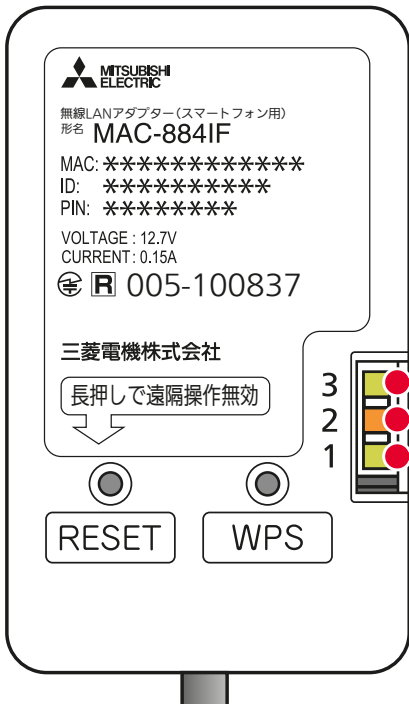 MITSUBISHI
ELECTRIC
無線LANアダプター(スマートフォン用)
形名 MAC-884IF
MAC: ************
ID: ***********
PIN: ********
VOLTAGE : 12.7V
CURRENT : 0.15A
R 005-100837
三菱電機株式会社
長押しで遠隔操作無効
3
2
1
RESET
WPS